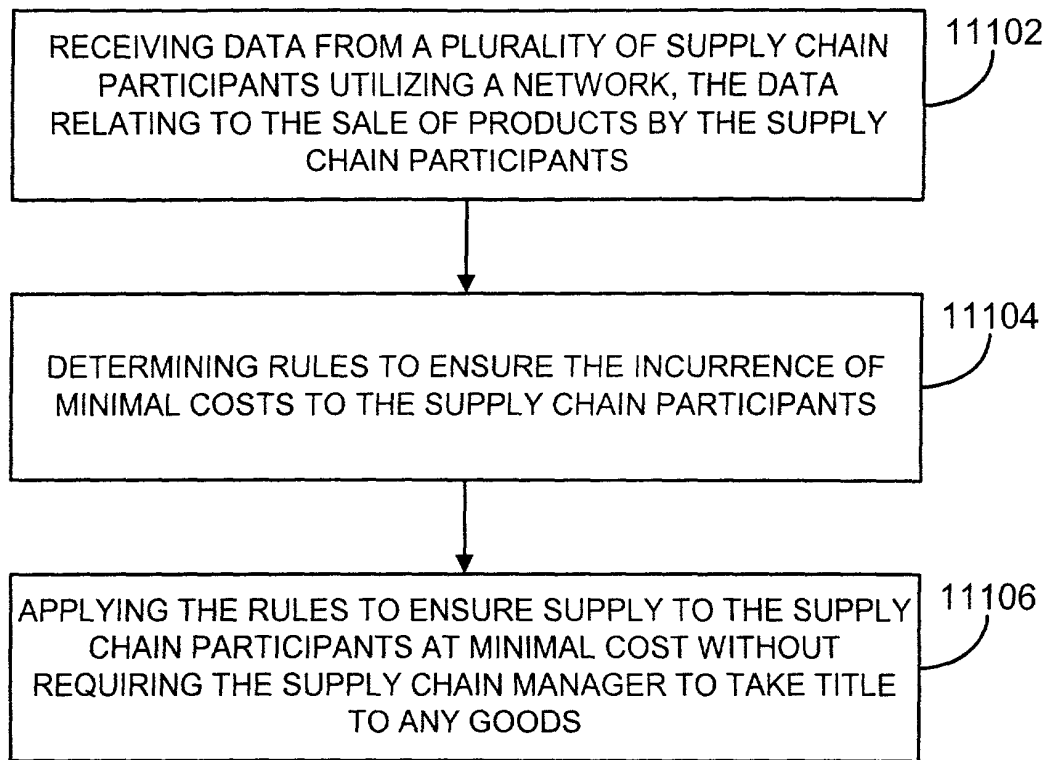 RECEIVING DATA FROM A PLURALITY OF SUPPLY CHAIN
PARTICIPANTS UTILIZING A NETWORK, THE DATA
RELATING TO THE SALE OF PRODUCTS BY THE SUPPLY
CHAIN PARTICIPANTS
11102
DETERMINING RULES TO ENSURE THE INCURRENCE OF
MINIMAL COSTS TO THE SUPPLY CHAIN PARTICIPANTS
11104
APPLYING THE RULES TO ENSURE SUPPLY TO THE SUPPLY
CHAIN PARTICIPANTS AT MINIMAL COST WITHOUT
REQUIRING THE SUPPLY CHAIN MANAGER TO TAKE TITLE
TO ANY GOODS
11106